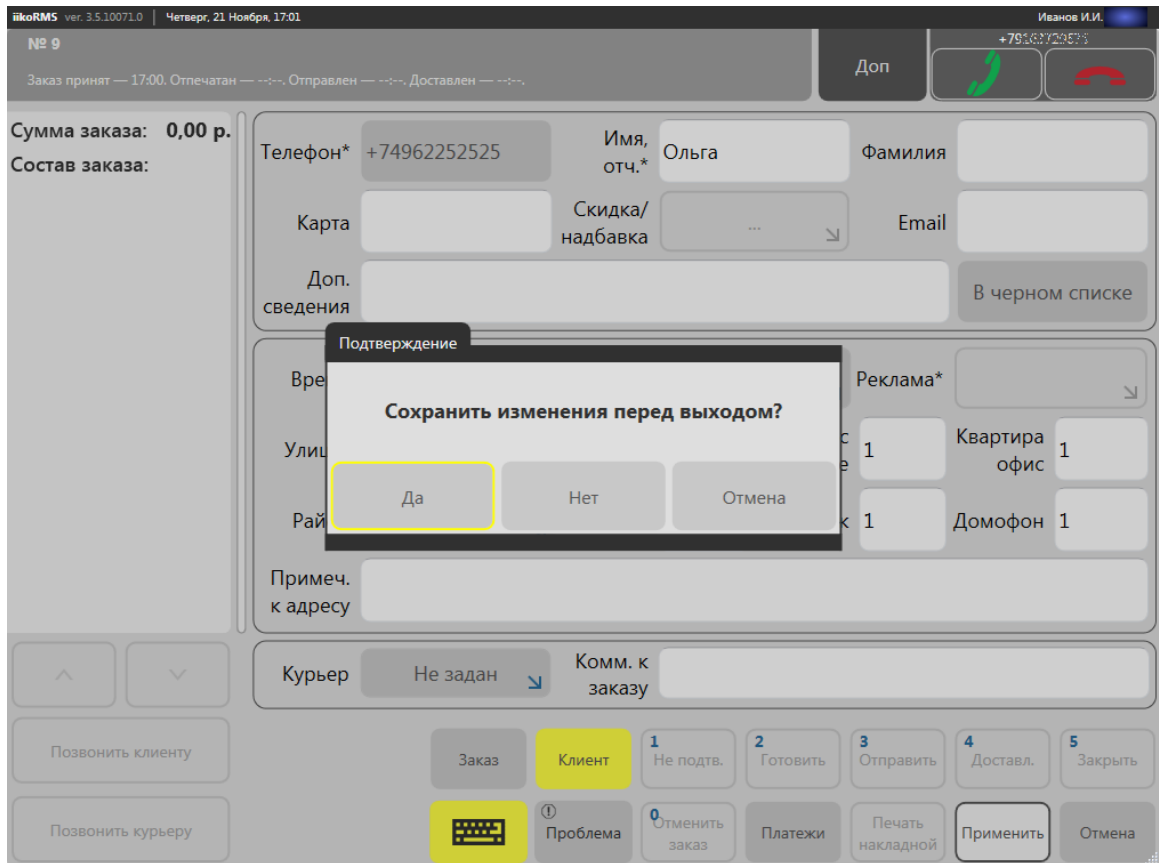 iikoRMS ver. 3.5.10071.0 Четверг, 21 Ноября, 17:01 Иванов И.И.
№ 9
Заказ принят — 17:00. Отпечатан — --:--. Отправлен — --:--. Доставлен — --:--.
Доп
Сумма заказа: 0,00 р.
Состав заказа:
Телефон* +74962252525
Имя,
отч.* Ольга
Фамилия
Карта
Скидка/
надбавка ...
Email
Доп.
сведения
В черном списке
Подтверждение
Сохранить изменения перед выходом?
Да Нет Отмена
Реклама*
1
Квартира
офис 1
1
Домофон 1
Примеч.
к адресу
Курьер Не задан
Комм. к
заказу
Позвонить клиенту
Заказ
Клиент
1
Не подтв.
2
Готовить
3
Отправить
4
Доставл.
5
Закрыть
Позвонить курьеру
Проблема
0
Отменить
заказ
Платежи
Печать
накладной
Применить
Отмена